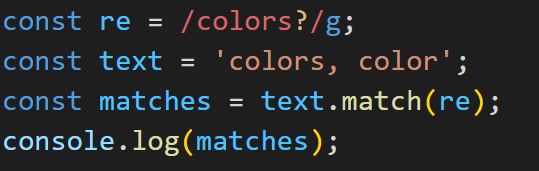 const re = /colors?/g;
const text = 'colors, color';
const matches = text.match(re);
console.log(matches);